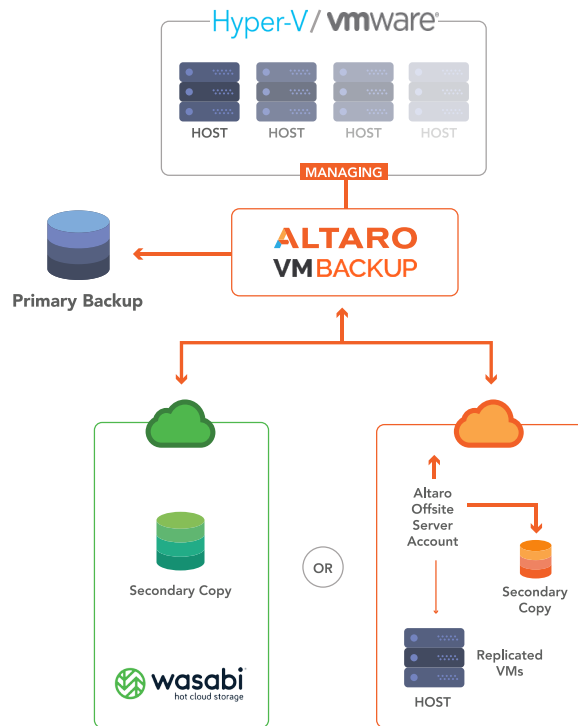 Hyper-V / vmware®
HOST HOST HOST HOST
MANAGING
ALTARO
VM BACKUP
Primary Backup
Altaro
Offsite
Server
Account
Secondary Copy
OR
Secondary
Copy
Replicated
VMs
HOST
wasabi
hot cloud storage